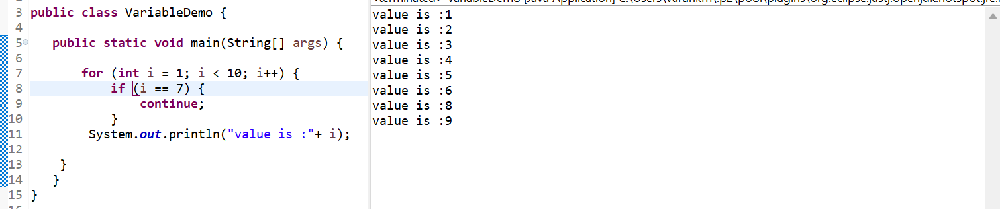 3 public class VariableDemo {
4
5 public static void main(String[] args) {
6
7 for (int i = 1; i < 10; i++) {
8 if (i == 7) {
9 continue;
10 }
11 System.out.println("value is :"+ i);
12
13 }
14 }
15 }
value is :1
value is :2
value is :3
value is :4
value is :5
value is :6
value is :8
value is :9